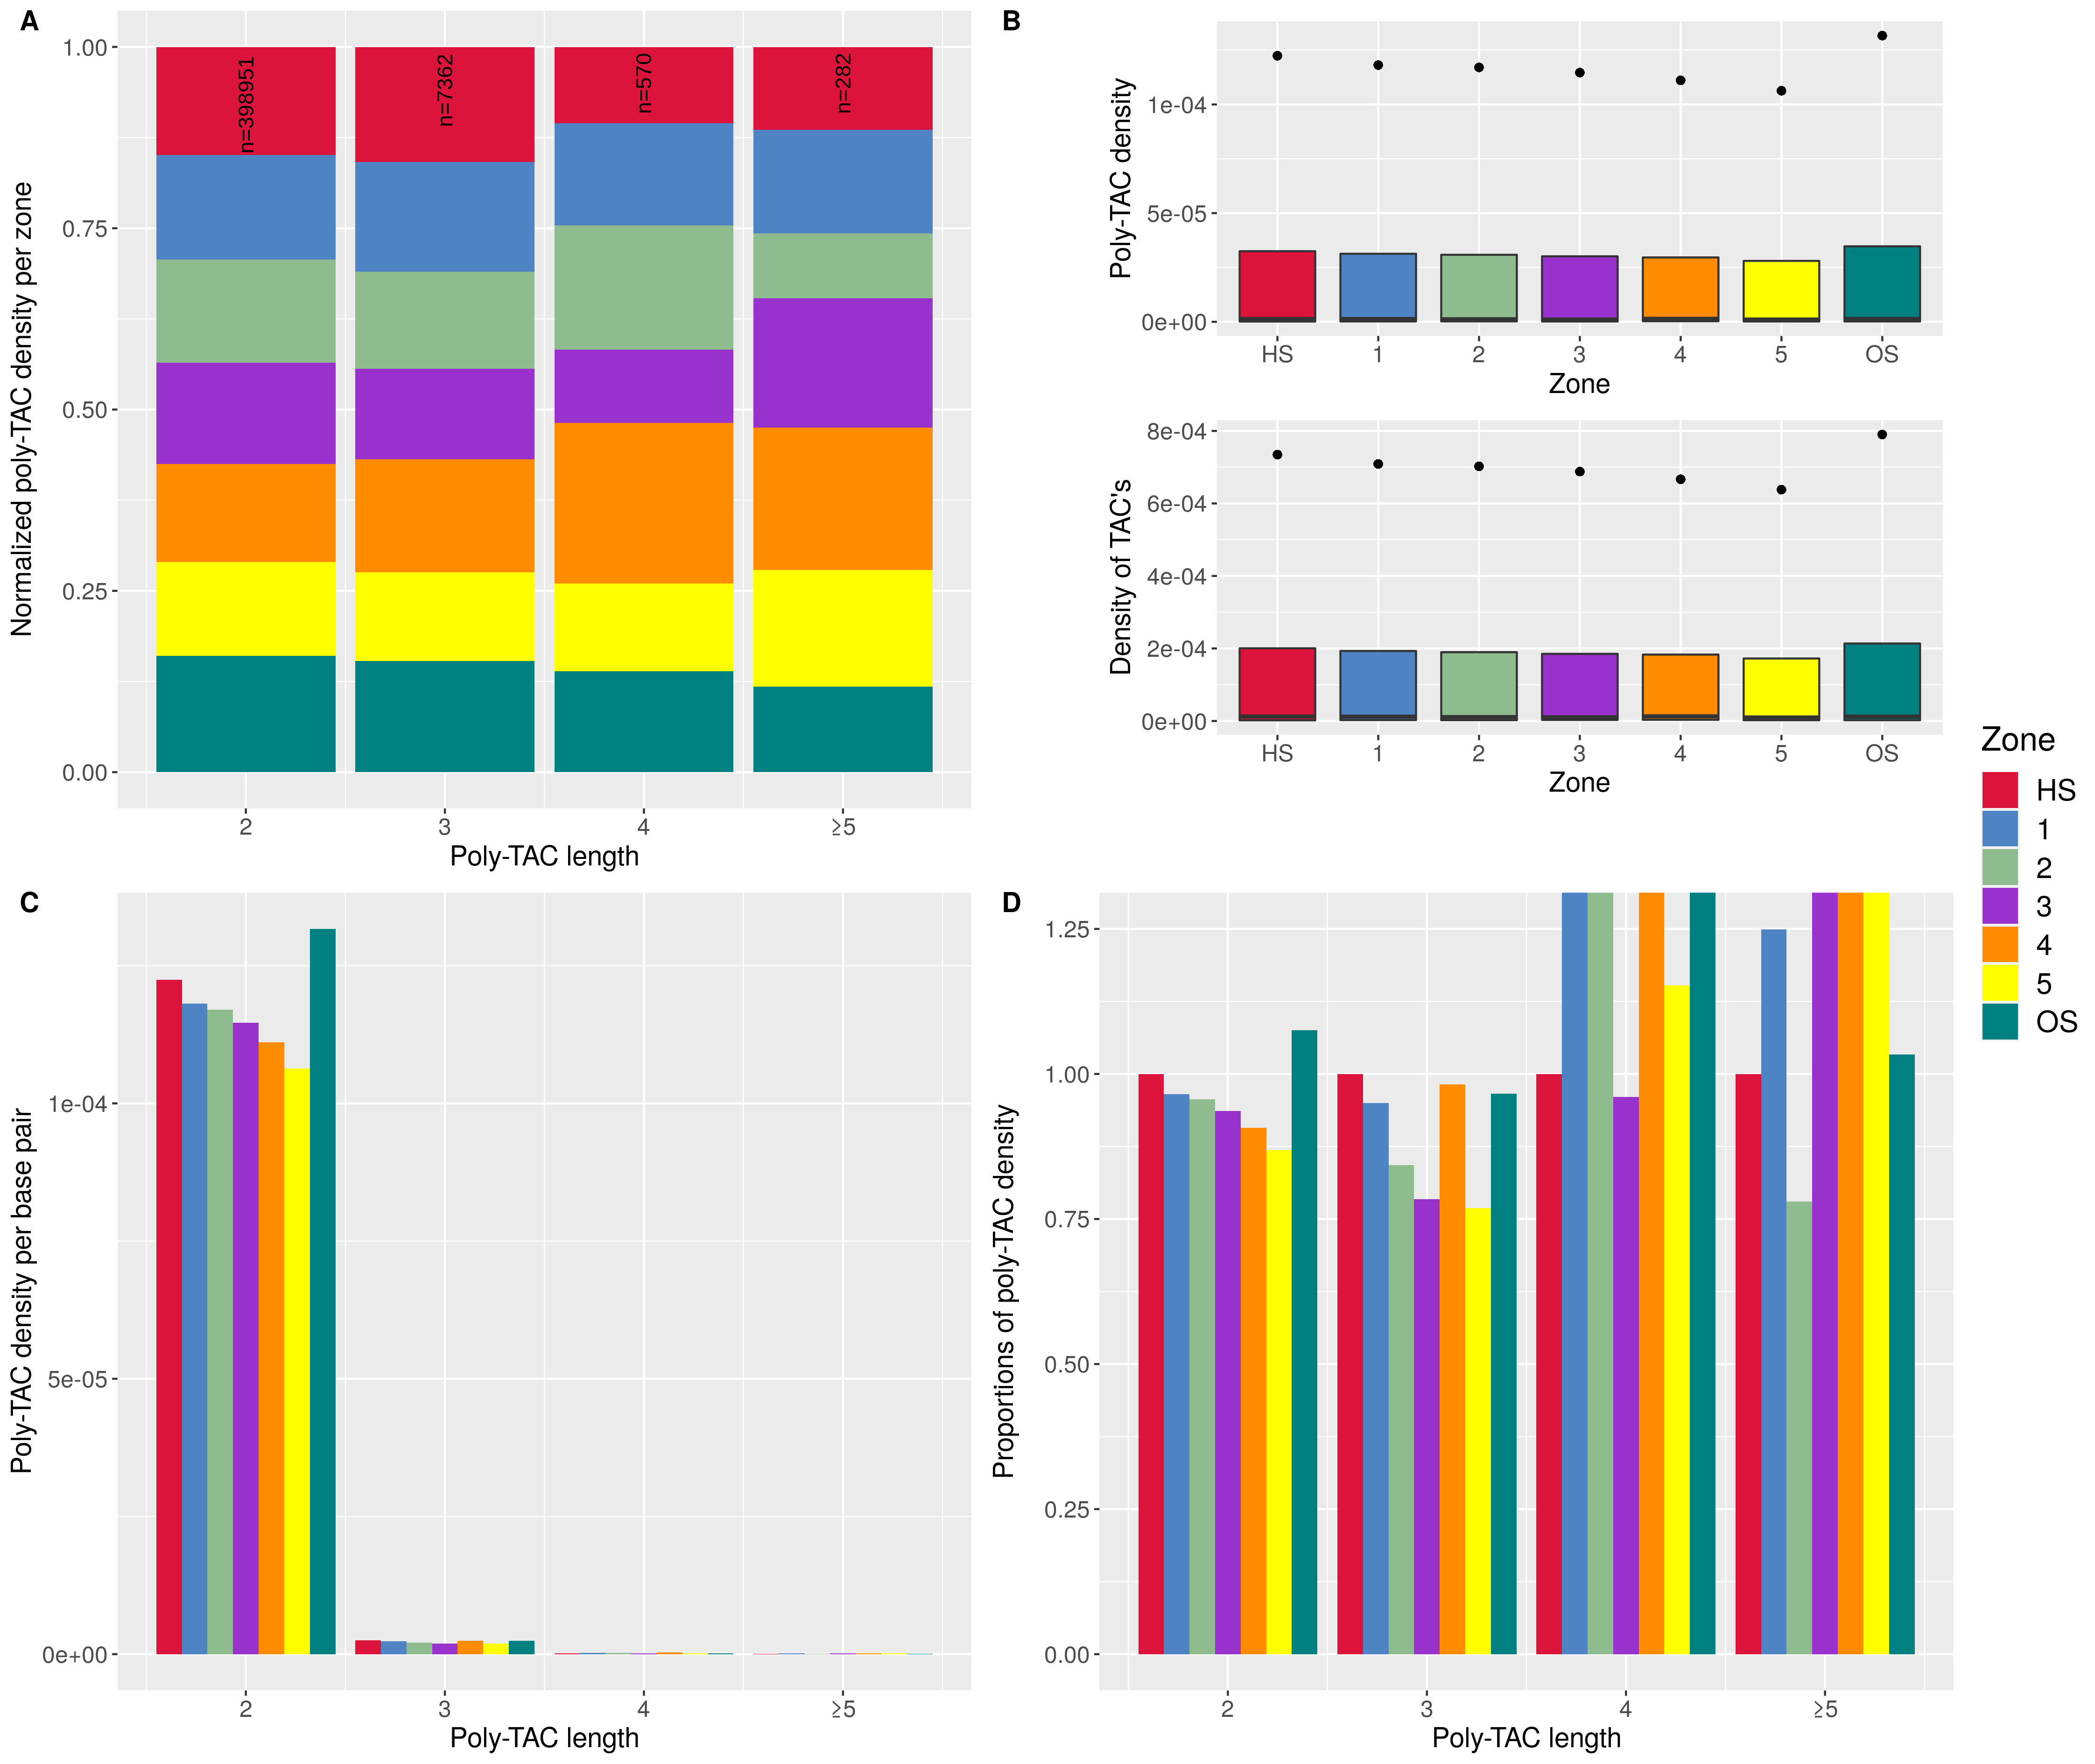 A
Normalized poly-TAC density per zone
1.00
0.75
0.50
0.25
0.00
n=398951
n=7362
n=570
n=282
2 3 4 ≥5
Poly-TAC length
B
Poly-TAC density
1e-04
5e-05
0e+00
HS 1 2 3 4 5 OS
Zone
Density of TAC's
8e-04
6e-04
4e-04
2e-04
0e+00
HS 1 2 3 4 5 OS
Zone
Zone
HS
1
2
3
4
5
OS
C
Poly-TAC density per base pair
1e-04
5e-05
0e+00
2 3 4 ≥5
Poly-TAC length
D
Proportions of poly-TAC density
1.25
1.00
0.75
0.50
0.25
0.00
2 3 4 ≥5
Poly-TAC length